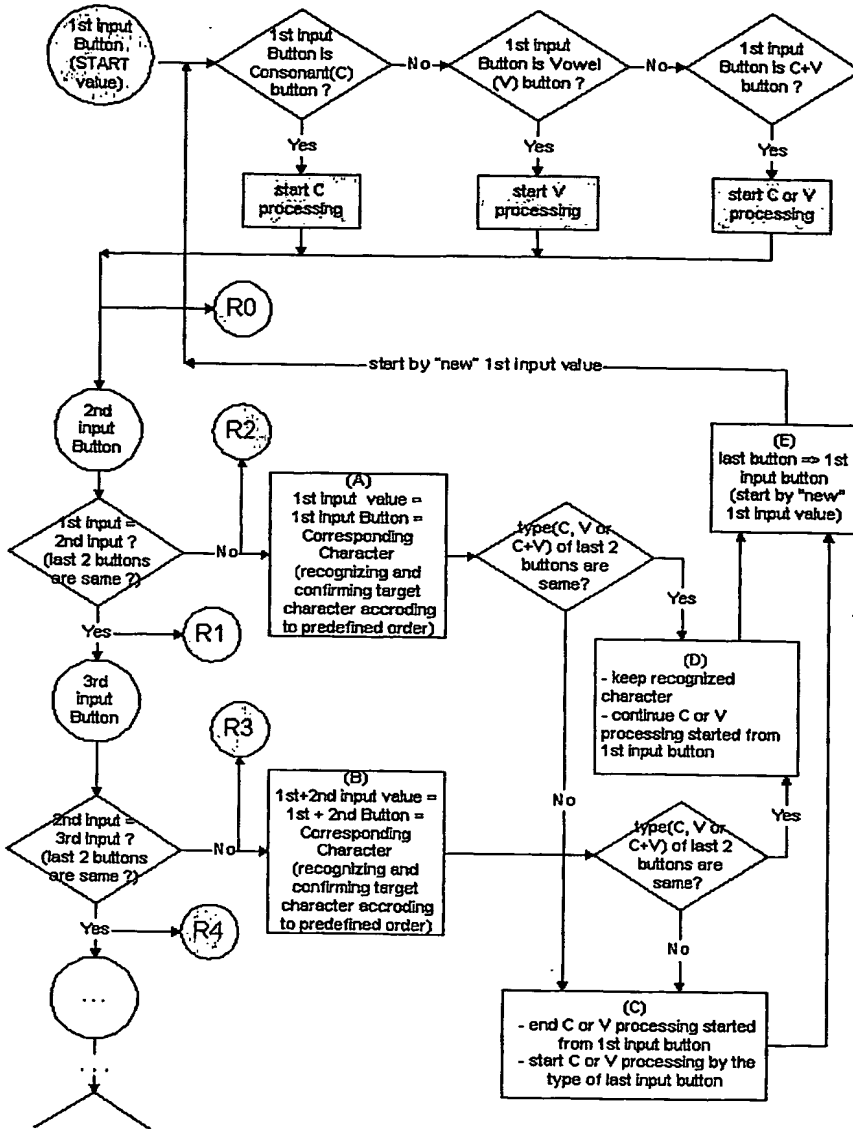 1st input
Button
(START
value)
1st input
Button is
Consonant(C)
button ?
No
1st input
Button is Vowel
(V) button ?
No
1st input
Button is C+V
button ?
Yes
Yes
Yes
start C
processing
start V
processing
start C or V
processing
R0
start by "new" 1st input value
2nd
input
Button
R2
(A)
1st input value =
1st input Button =
Corresponding
Character
(recognizing and
confirming target
character accroding
to predefined order)
(E)
last button => 1st
input button
(start by "new"
1st input value)
1st input =
2nd input ?
(last 2 buttons
are same ?)
No
type(C, V or
C+V) of last 2
buttons are
same?
Yes
Yes
R1
3rd
input
Button
(D)
- keep recognized
character
- continue C or V
processing started from
1st input button
R3
(B)
1st+2nd input value =
1st + 2nd Button =
Corresponding
Character
(recognizing and
confirming target
character accroding
to predefined order)
2nd input =
3rd input ?
(last 2 buttons
are same ?)
No
No
type(C, V or
C+V) of last 2
buttons are
same?
Yes
Yes
R4
No
...
(C)
- end C or V processing started
from 1st input button
- start C or V processing by the
type of last input button
...